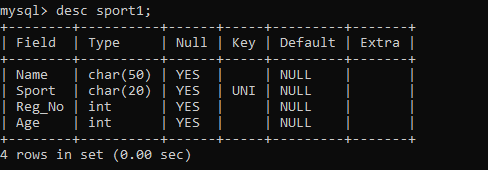 mysql> desc sport1;
+--------+----------+------+-----+---------+-------+
| Field  | Type     | Null | Key | Default | Extra |
+--------+----------+------+-----+---------+-------+
| Name   | char(50) | YES  |     | NULL    |       |
| Sport  | char(20) | YES  | UNI | NULL    |       |
| Reg_No | int      | YES  |     | NULL    |       |
| Age    | int      | YES  |     | NULL    |       |
+--------+----------+------+-----+---------+-------+
4 rows in set (0.00 sec)